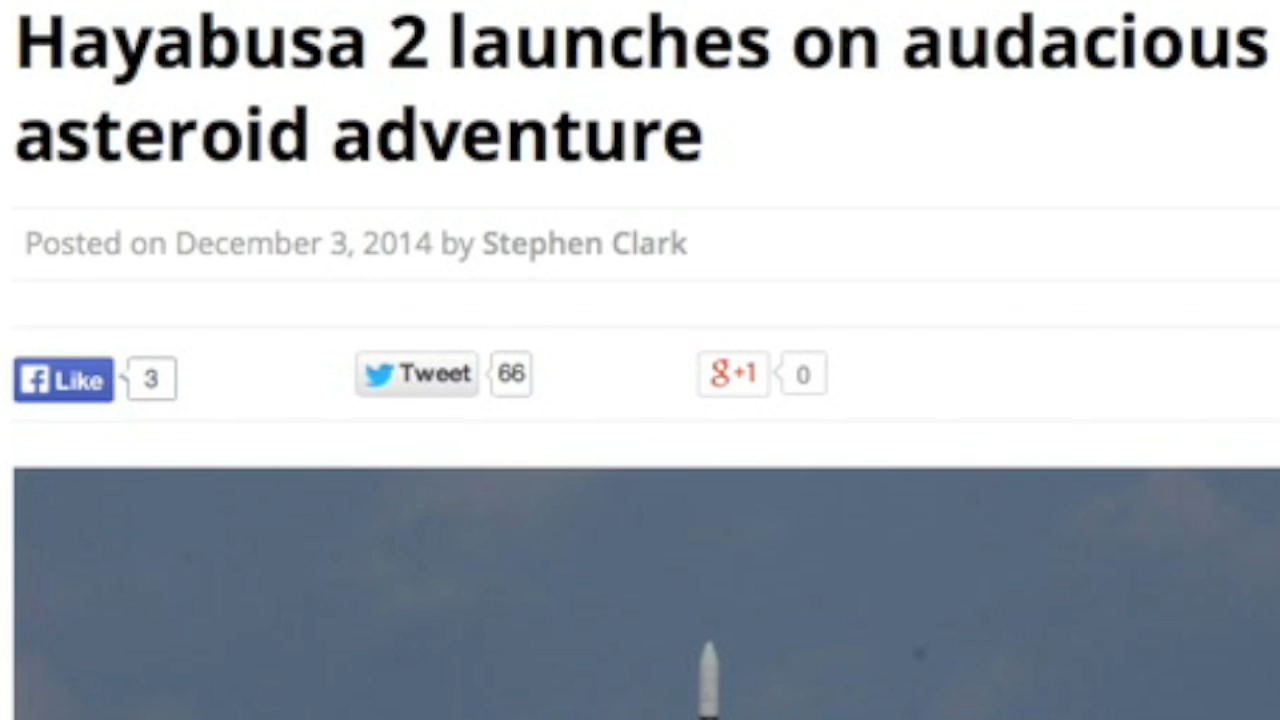 Hayabusa 2 launches on audacious
asteroid adventure
Posted on December 3, 2014 by Stephen Clark
Like 3 Tweet 66 g+1 0